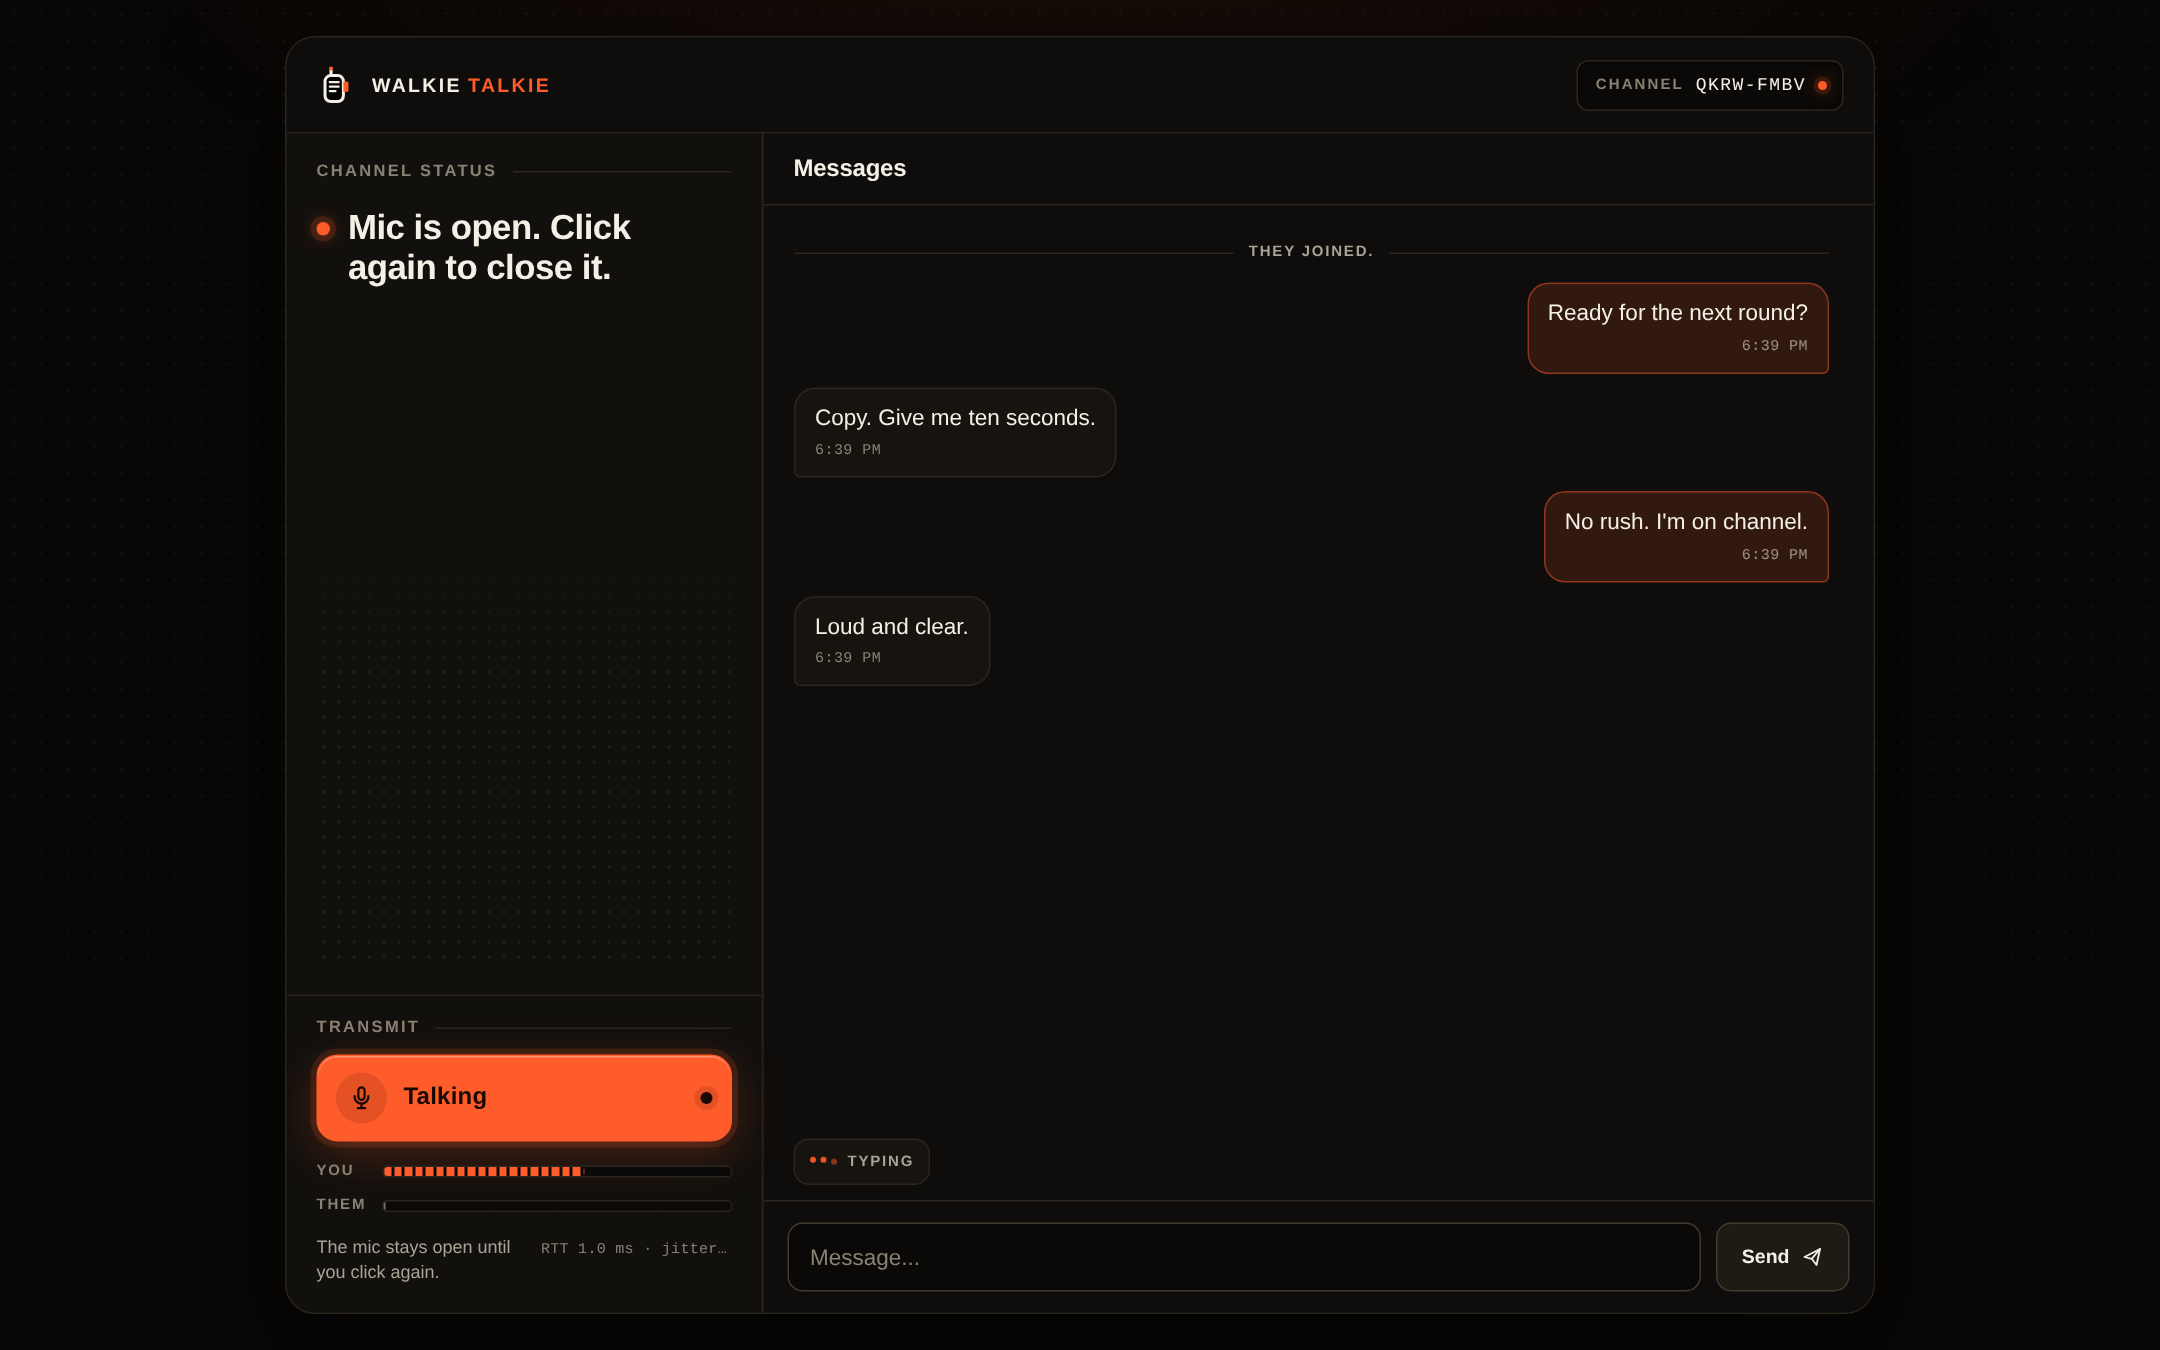 WALKIE TALKIE
CHANNEL QKRW-FMBV
CHANNEL STATUS
Mic is open. Click
again to close it.
TRANSMIT
Talking
YOU
THEM
The mic stays open until
you click again.
RTT 1.0 ms · jitter…
Messages
THEY JOINED.
Ready for the next round?
6:39 PM
Copy. Give me ten seconds.
6:39 PM
No rush. I'm on channel.
6:39 PM
Loud and clear.
6:39 PM
TYPING
Message...
Send